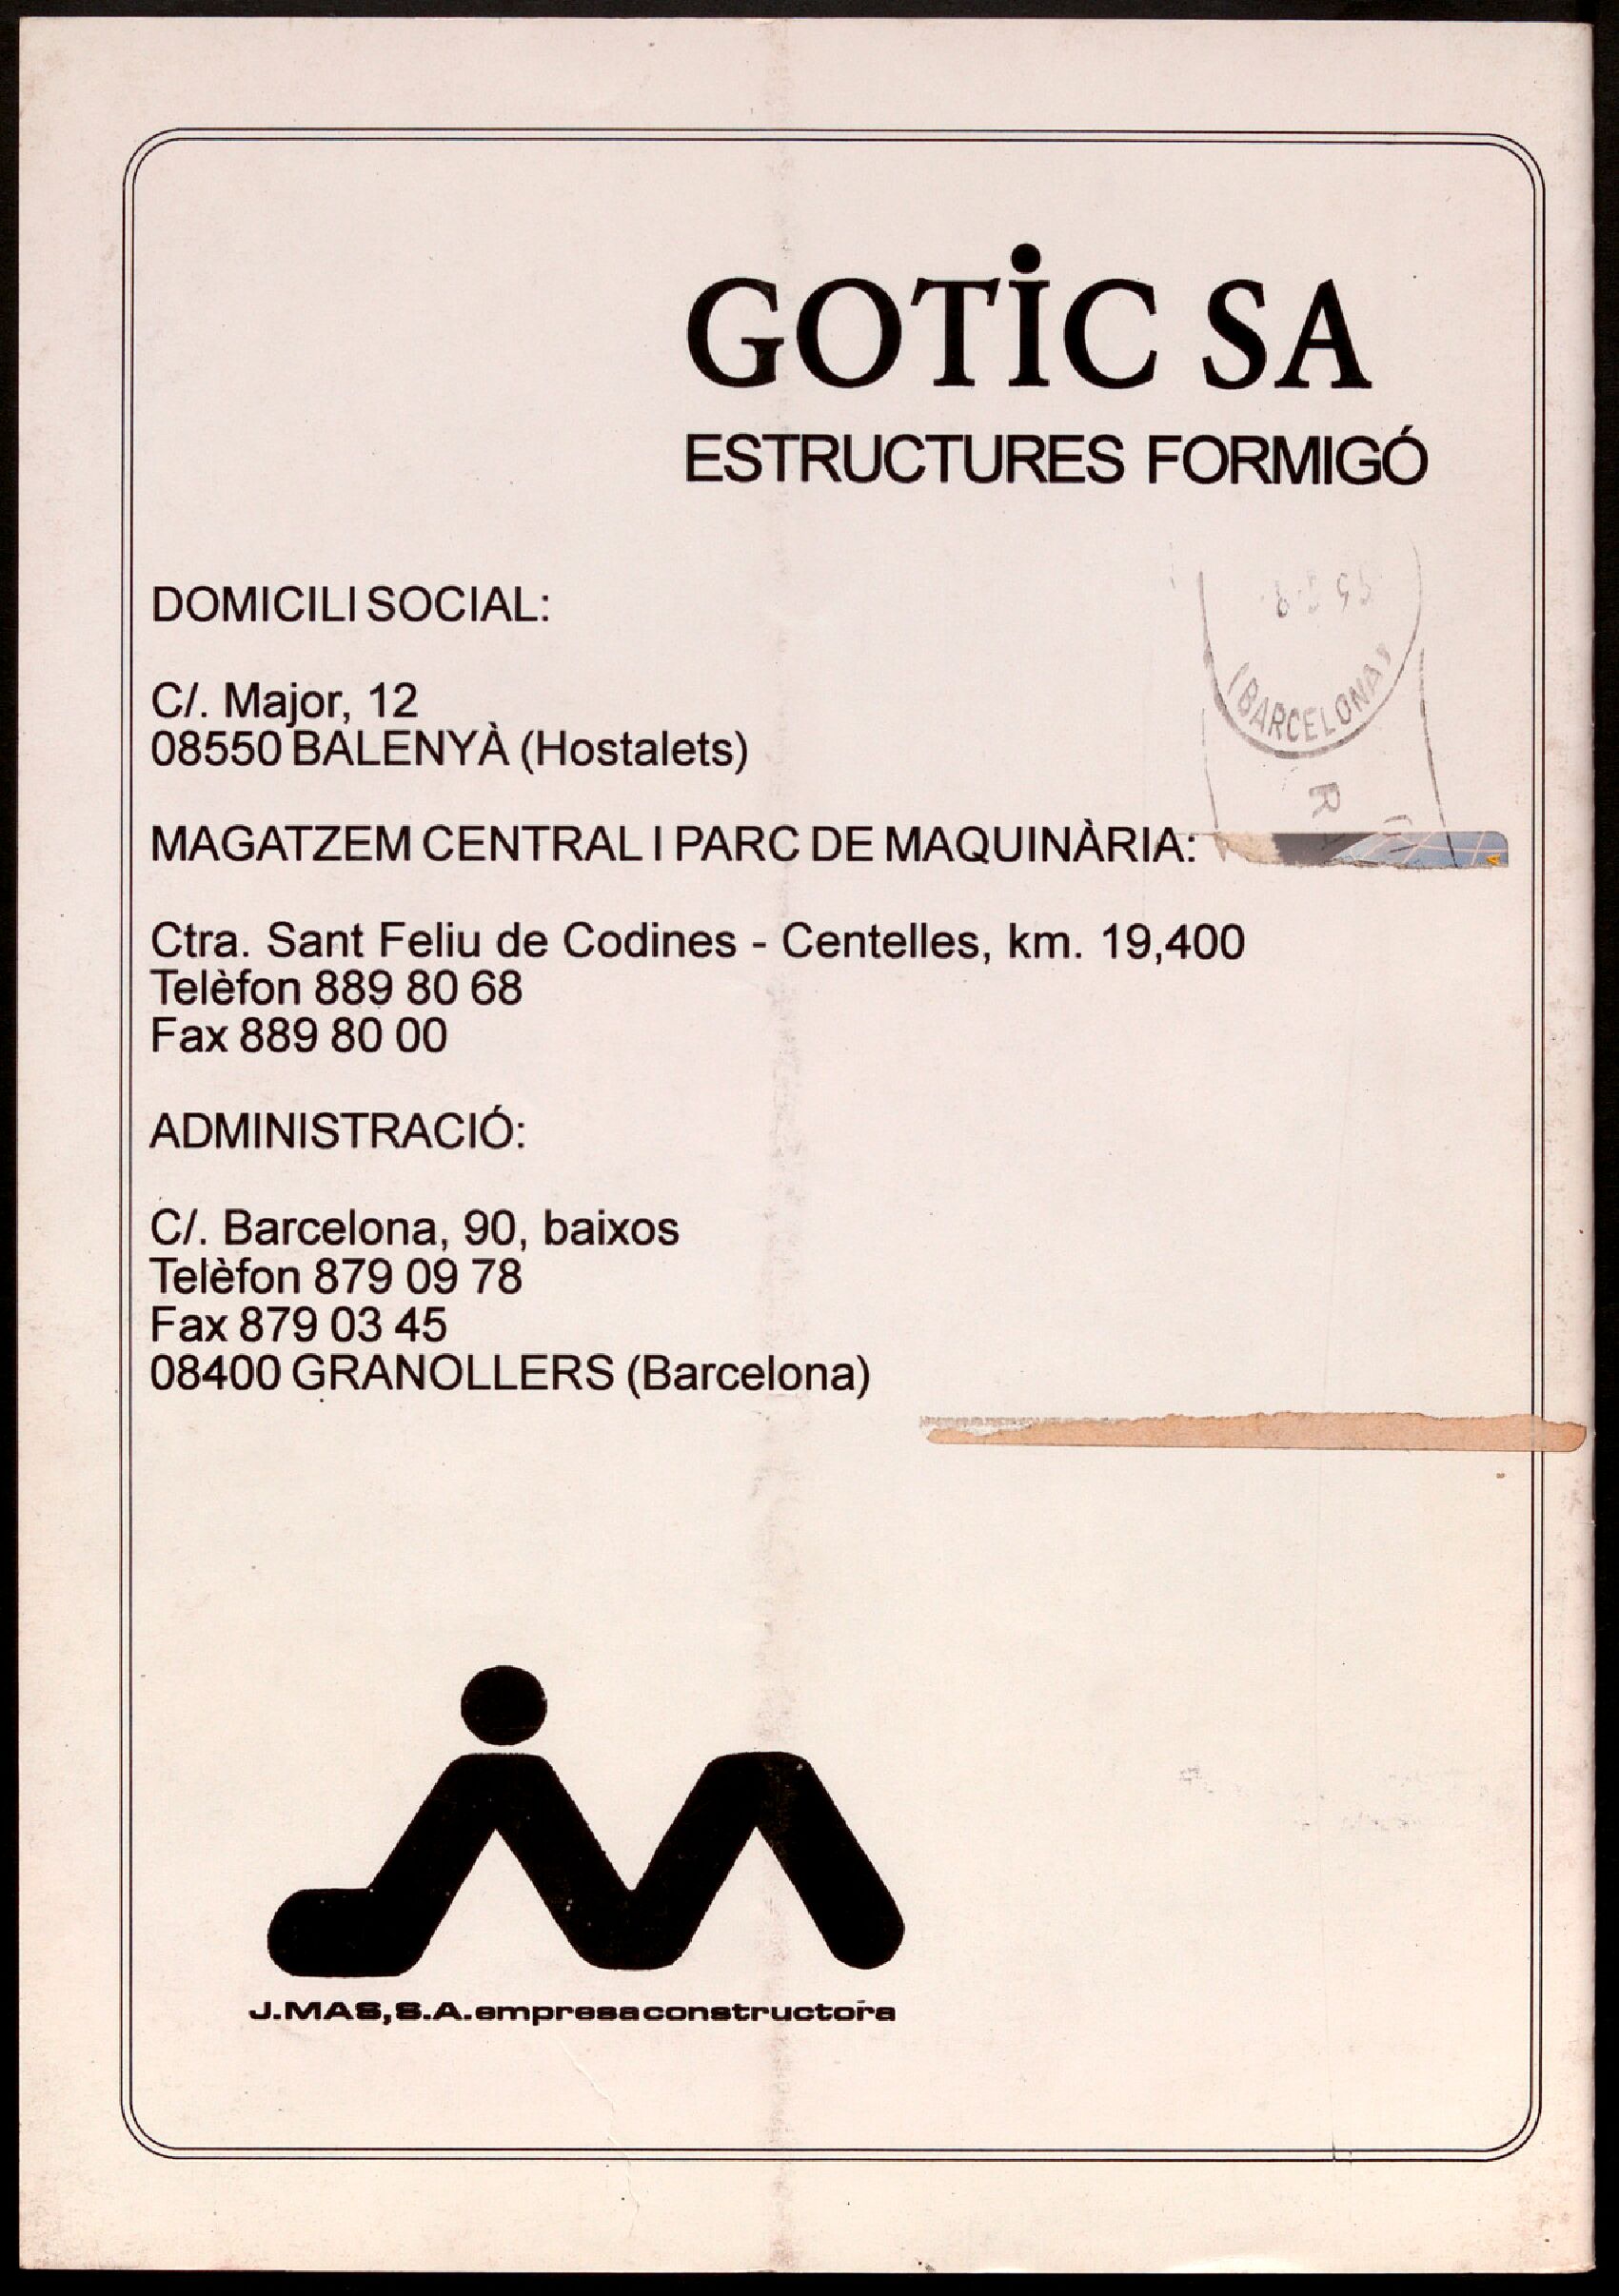 GOTİC SA
ESTRUCTURES FORMIGÓ
DOMICILI SOCIAL:
C/. Major, 12
08550 BALENYÀ (Hostalets)
(BARCELONA)
MAGATZEM CENTRAL I PARC DE MAQUINÀRIA:
Ctra. Sant Feliu de Codines - Centelles, km. 19,400
Telèfon 889 80 68
Fax 889 80 00
ADMINISTRACIÓ:
C/. Barcelona, 90, baixos
Telèfon 879 09 78
Fax 879 03 45
08400 GRANOLLERS (Barcelona)
J.MAS,S.A.empresaconstructora